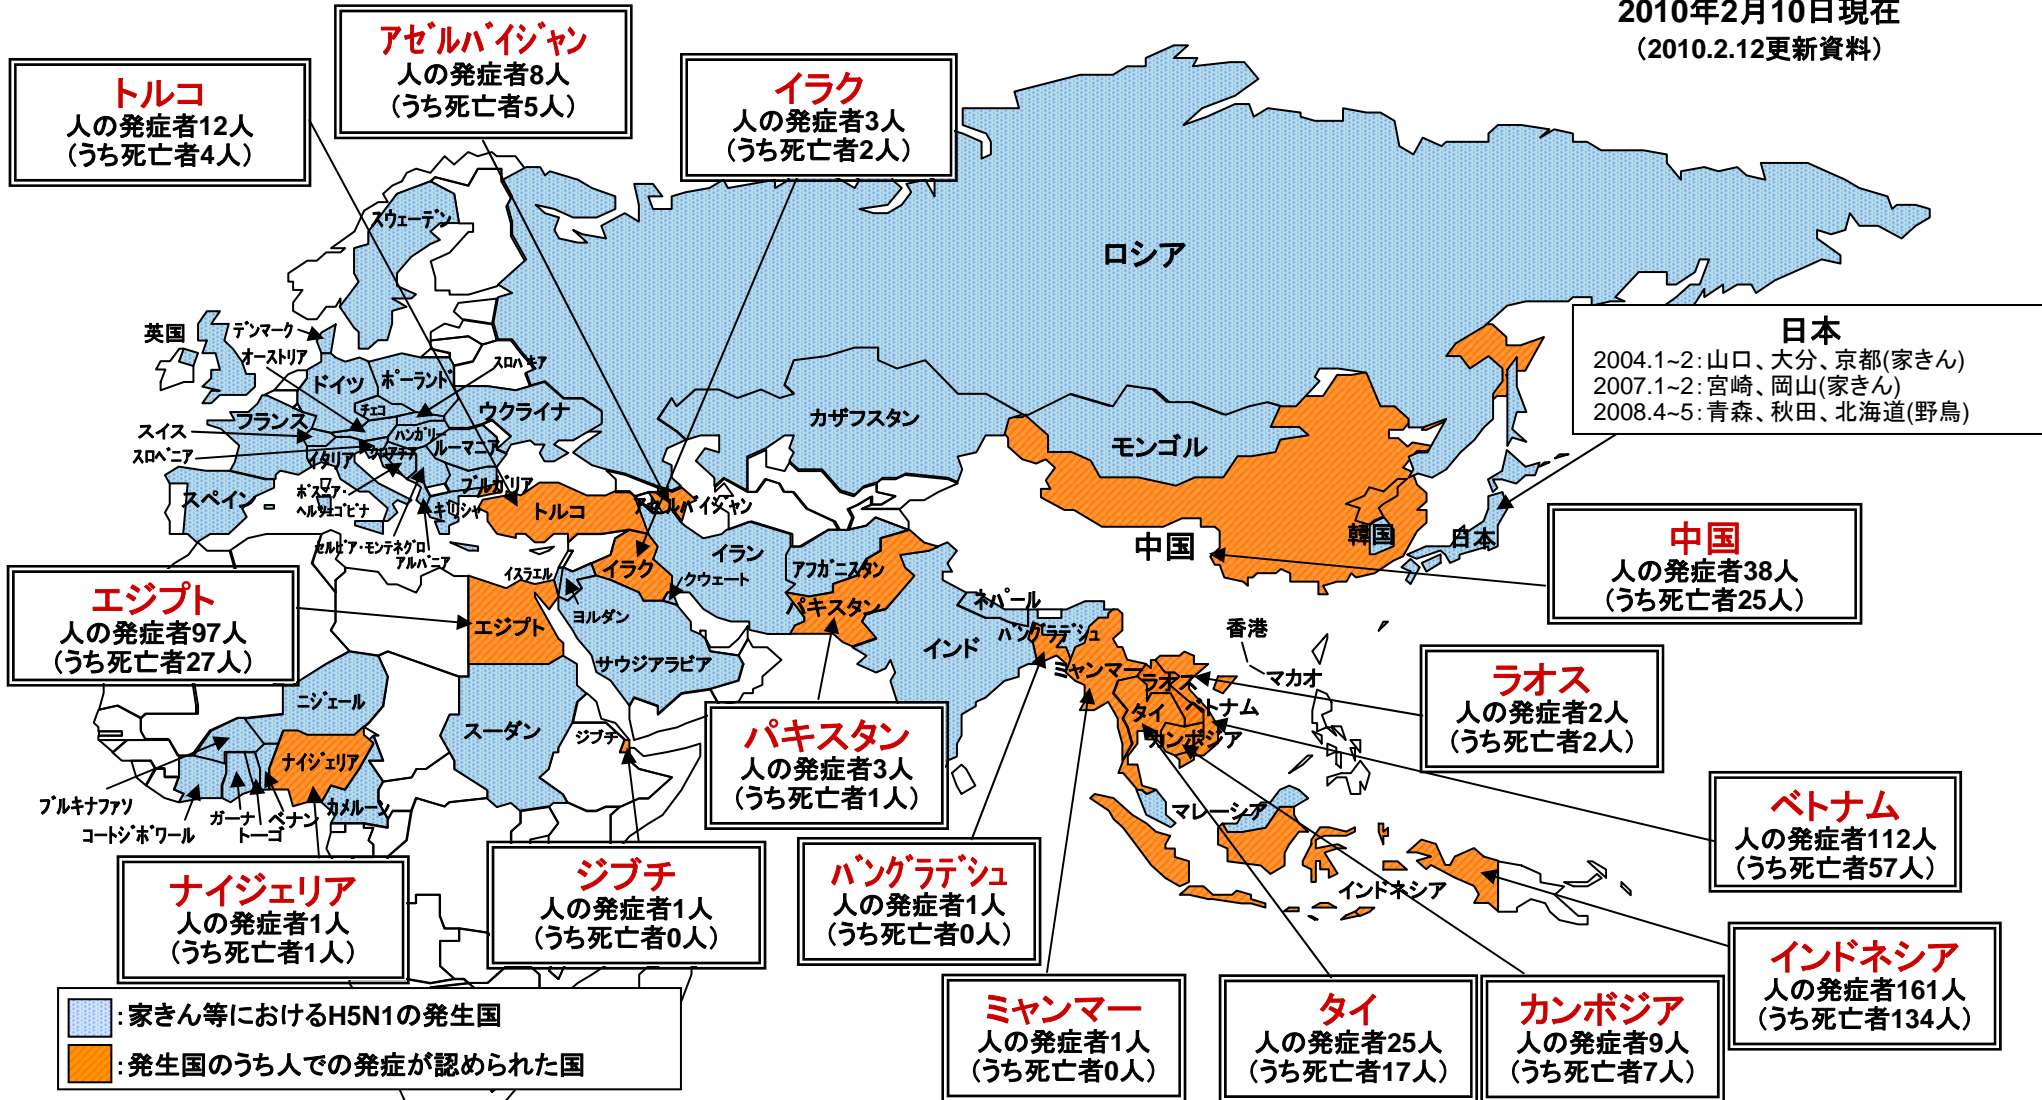 2010年2月10日現在
（2010.2.12更新資料）
アゼルバイジャン
人の発症者8人
（うち死亡者5人）
トルコ
人の発症者12人
（うち死亡者4人）
イラク
人の発症者3人
（うち死亡者2人）
スウェーデン
ロシア
日本
2004.1~2：山口、大分、京都(家きん)
2007.1~2：宮崎、岡山(家きん)
2008.4~5：青森、秋田、北海道(野鳥)
英国
デンマーク
オーストリア
スロバキア
ドイツ
ポーランド
チェコ
フランス
ウクライナ
カザフスタン
スイス
ハンガリー
ルーマニア
モンゴル
スロベニア
イタリア
クロアチア
ブルガリア
スペイン
ボスニア・
ヘルツェゴビナ
ギリシャ
トルコ
アゼルバイジャン
セルビア・モンテネグロ
アルバニア
イラン
中国
韓国
日本
中国
人の発症者38人
（うち死亡者25人）
イスラエル
イラク
クウェート
アフガニスタン
エジプト
人の発症者97人
（うち死亡者27人）
エジプト
ヨルダン
パキスタン
ネパール
バングラデシュ
香港
サウジアラビア
インド
ミャンマー
ラオス
マカオ
ラオス
人の発症者2人
（うち死亡者2人）
ニジェール
スーダン
ジブチ
パキスタン
人の発症者3人
（うち死亡者1人）
タイ
ベトナム
カンボジア
ナイジェリア
ブルキナファソ
コートジボワール
ガーナ
トーゴ
ベナン
カメルーン
マレーシア
ベトナム
人の発症者112人
（うち死亡者57人）
ナイジェリア
人の発症者1人
（うち死亡者1人）
ジブチ
人の発症者1人
（うち死亡者0人）
バングラデシュ
人の発症者1人
（うち死亡者0人）
インドネシア
インドネシア
人の発症者161人
（うち死亡者134人）
ミャンマー
人の発症者1人
（うち死亡者0人）
タイ
人の発症者25人
（うち死亡者17人）
カンボジア
人の発症者9人
（うち死亡者7人）
：家きん等におけるH5N1の発生国
：発生国のうち人での発症が認められた国